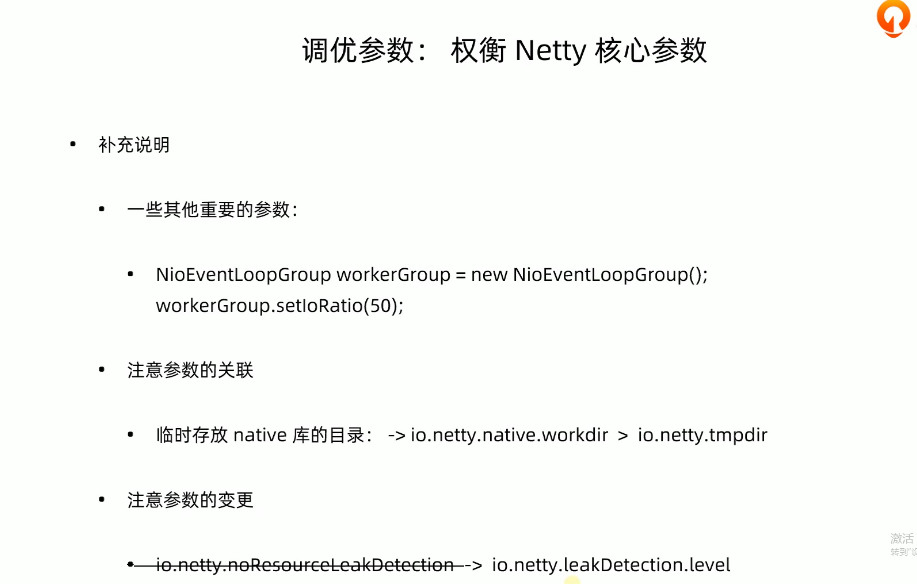 调优参数： 权衡 Netty 核心参数
• 补充说明
• 一些其他重要的参数：
• NioEventLoopGroup workerGroup = new NioEventLoopGroup();
workerGroup.setIoRatio(50);
• 注意参数的关联
• 临时存放 native 库的目录： -> io.netty.native.workdir > io.netty.tmpdir
• 注意参数的变更
• io.netty.noResourceLeakDetection -> io.netty.leakDetection.level
激活